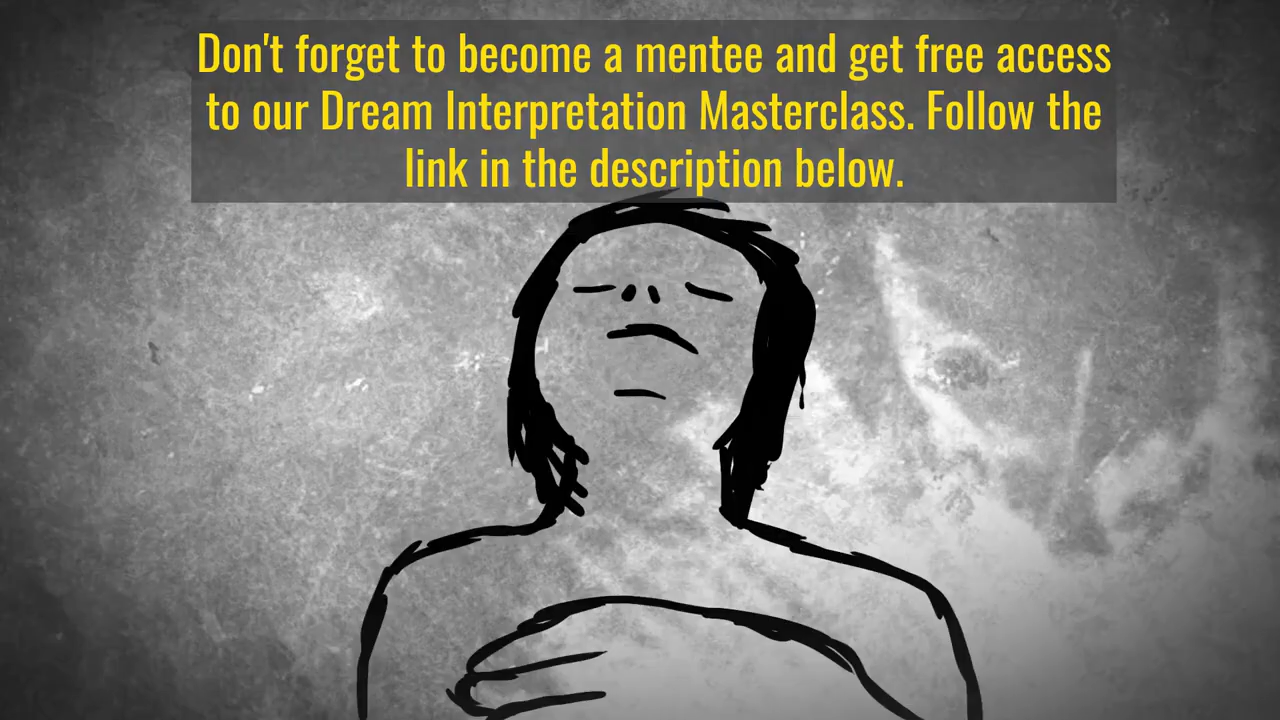 Don't forget to become a mentee and get free access
to our Dream Interpretation Masterclass. Follow the
link in the description below.